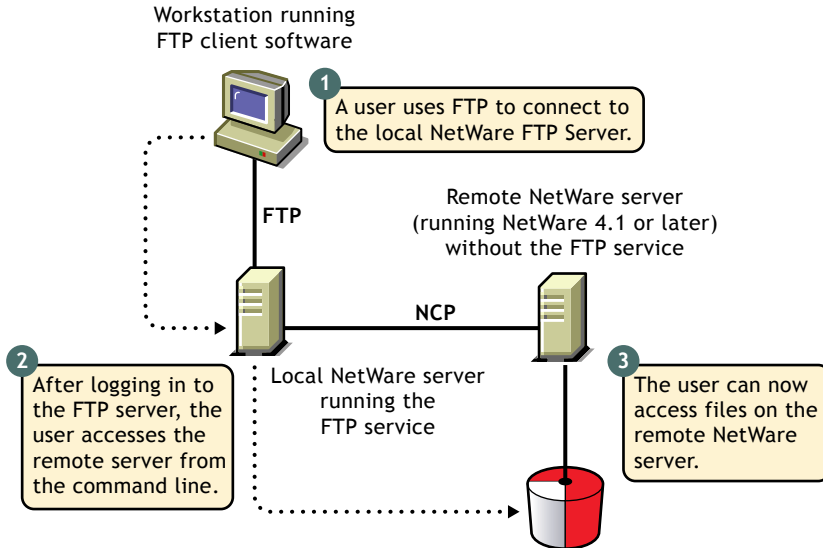 Workstation running
FTP client software
1
A user uses FTP to connect to
the local NetWare FTP Server.
FTP
Remote NetWare server
(running NetWare 4.1 or later)
without the FTP service
NCP
2
After logging in to
the FTP server, the
user accesses the
remote server from
the command line.
Local NetWare server
running the
FTP service
3
The user can now
access files on the
remote NetWare
server.